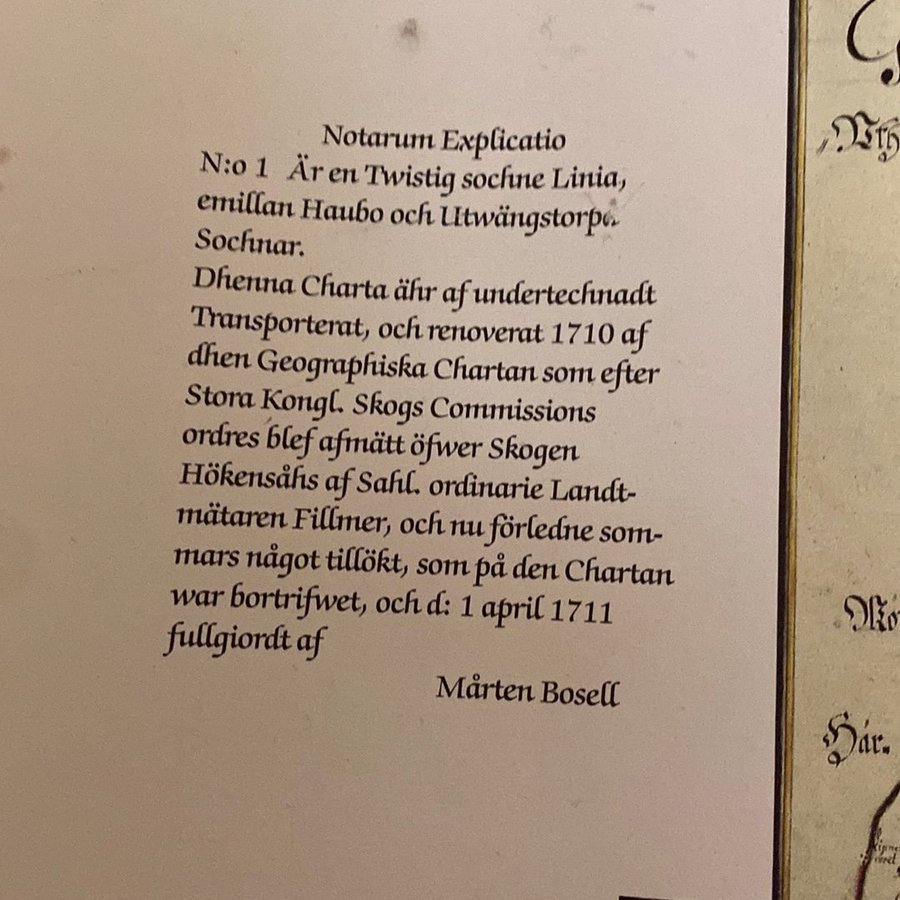 Notarum Explicatio
N:o 1 Är en Twistig sochne Linia,
emillan Haubo och Utwängstorpa
Sochnar.
Dhenna Charta ähr af undertechnadt
Transporterat, och renoverat 1710 af
dhen Geographiska Chartan som efter
Stora Kongl. Skogs Commissions
ordres blef afmätt öfwer Skogen
Hökensåhs af Sahl. ordinarie Landt-
mätaren Fillmer, och nu förledne som-
mars något tillökt, som på den Chartan
war bortrifwet, och d: 1 april 1711
fullgiordt af
Mårten Bosell
Har.